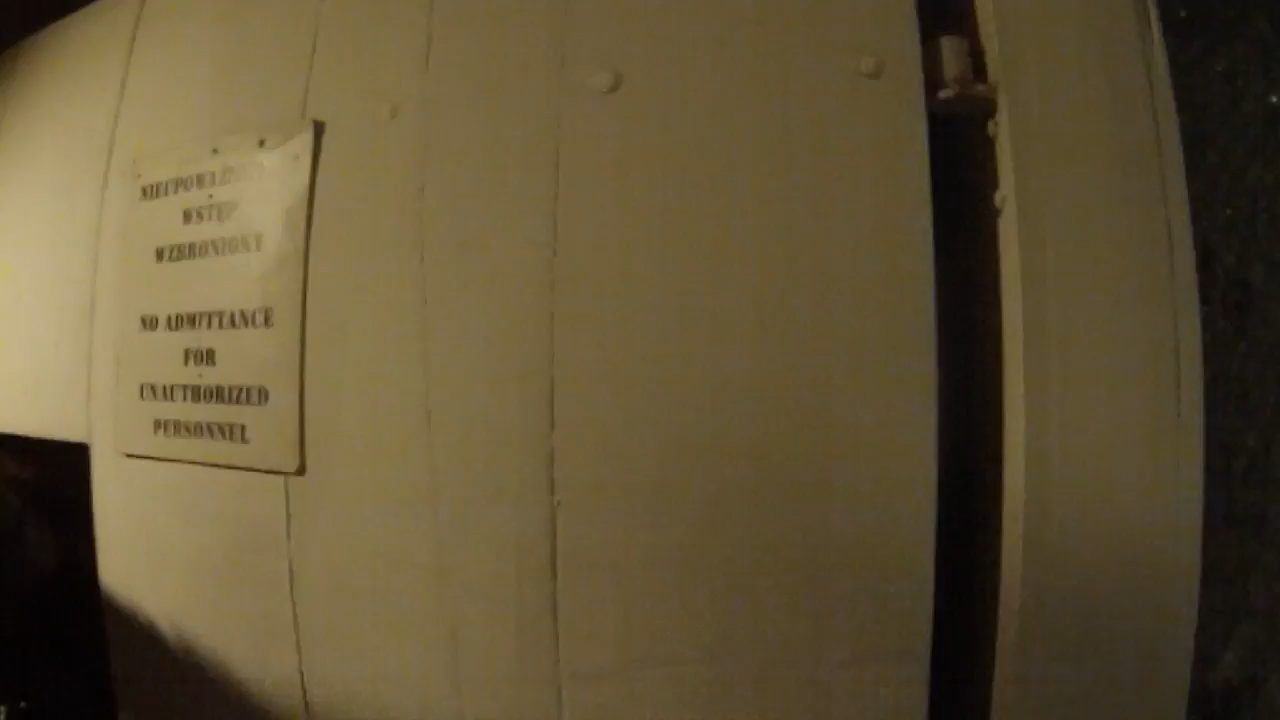 WSTĘP
WZBRONIONY

NO ADMITTANCE
FOR
UNAUTHORIZED
PERSONNEL